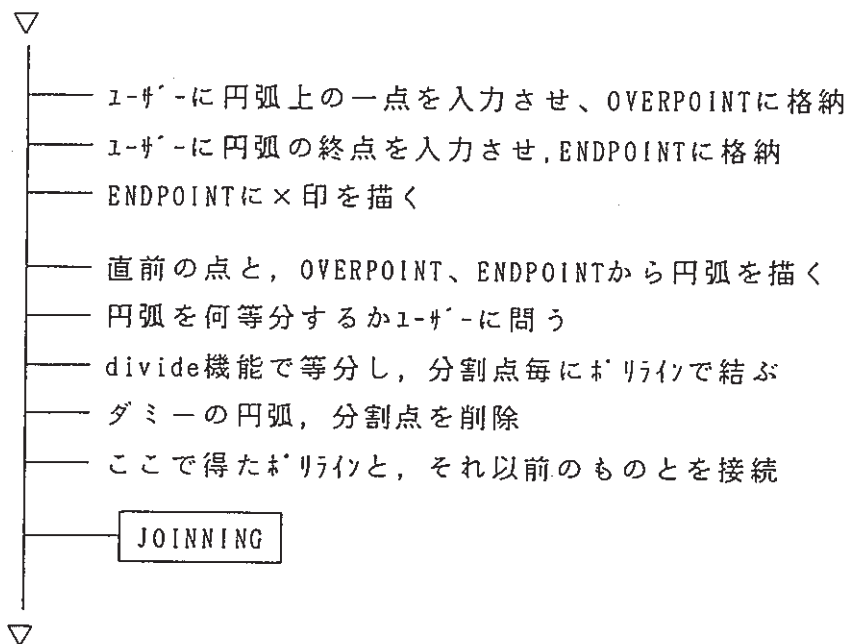 ﾕｰｻﾞｰに円弧上の一点を入力させ、OVERPOINTに格納
ﾕｰｻﾞｰに円弧の終点を入力させ,ENDPOINTに格納
ENDPOINTに×印を描く
直前の点と，OVERPOINT、ENDPOINTから円弧を描く
円弧を何等分するかﾕｰｻﾞｰに問う
divide機能で等分し，分割点毎にﾎﾟﾘﾗｲﾝで結ぶ
ダミーの円弧，分割点を削除
ここで得たﾎﾟﾘﾗｲﾝと，それ以前のものとを接続
JOINNING